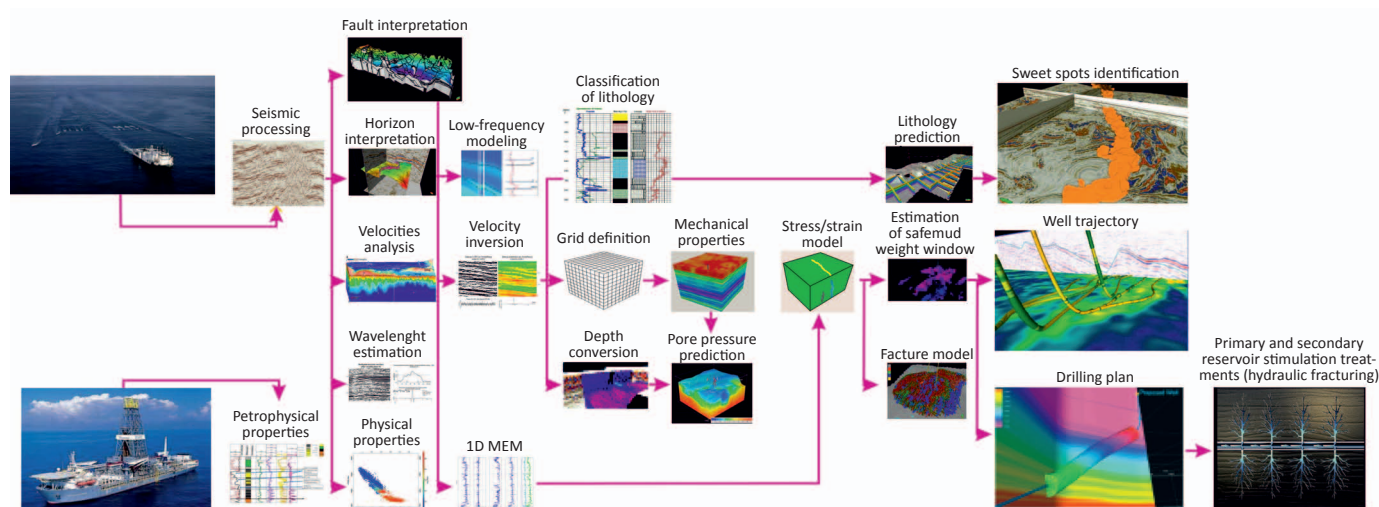 Fault interpretation
Seismic
processing
Horizon
interpretation
Low-frequency
modeling
Classification
of lithology
Lithology
prediction
Sweet spots identification
Velocities
analysis
Velocity
inversion
Grid definition
Mechanical
properties
Stress/strain
model
Estimation
of safemud
weight window
Well trajectory
Wavelenght
estimation
Depth
conversion
Pore pressure
prediction
Facture model
Drilling plan
Primary and secondary
reservoir stimulation treat-
ments (hydraulic fracturing)
Petrophysical
properties
Physical
properties
1D MEM